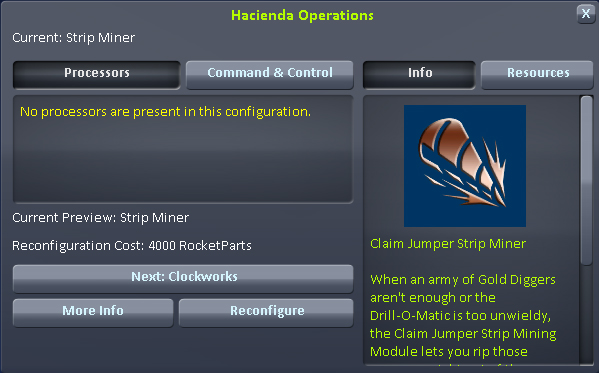 Hacienda Operations
X
Current: Strip Miner
Processors
Command & Control
Info
Resources
No processors are present in this configuration.
Current Preview: Strip Miner
Reconfiguration Cost: 4000 RocketParts
Next: Clockworks
More Info
Reconfigure
Claim Jumper Strip Miner
When an army of Gold Diggers
aren't enough or the
Drill-O-Matic is too unwieldy,
the Claim Jumper Strip Mining
Module lets you rip those